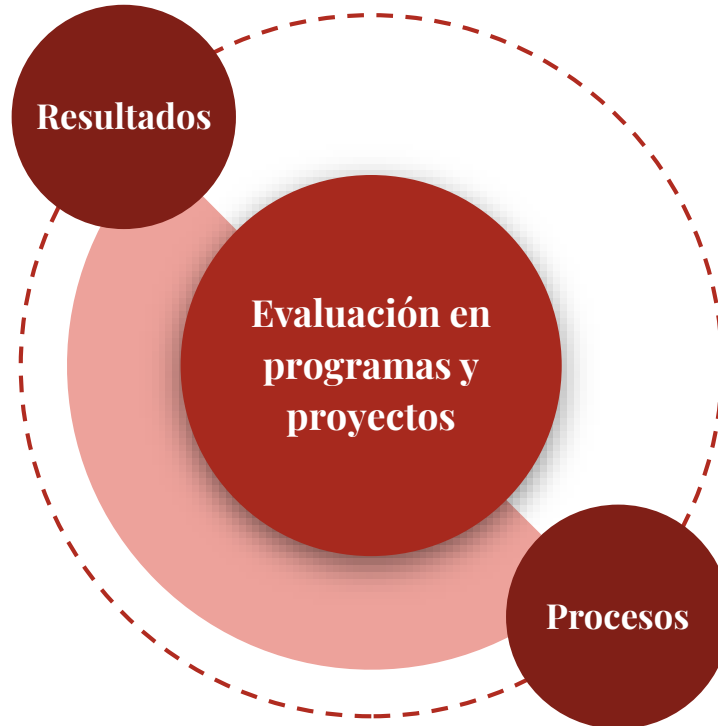 Resultados
Evaluación en
programas y
proyectos
Procesos